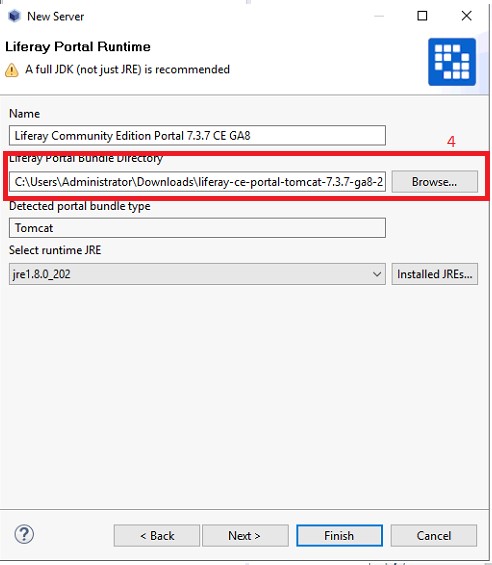 New Server
Liferay Portal Runtime
A full JDK (not just JRE) is recommended
Name
Liferay Community Edition Portal 7.3.7 CE GA8
4
Liferay Portal Bundle Directory
C:\Users\Administrator\Downloads\liferay-ce-portal-tomcat-7.3.7-ga8-2 Browse...
Detected portal bundle type
Tomcat
Select runtime JRE
jre1.8.0_202 Installed JREs...
? < Back Next > Finish Cancel